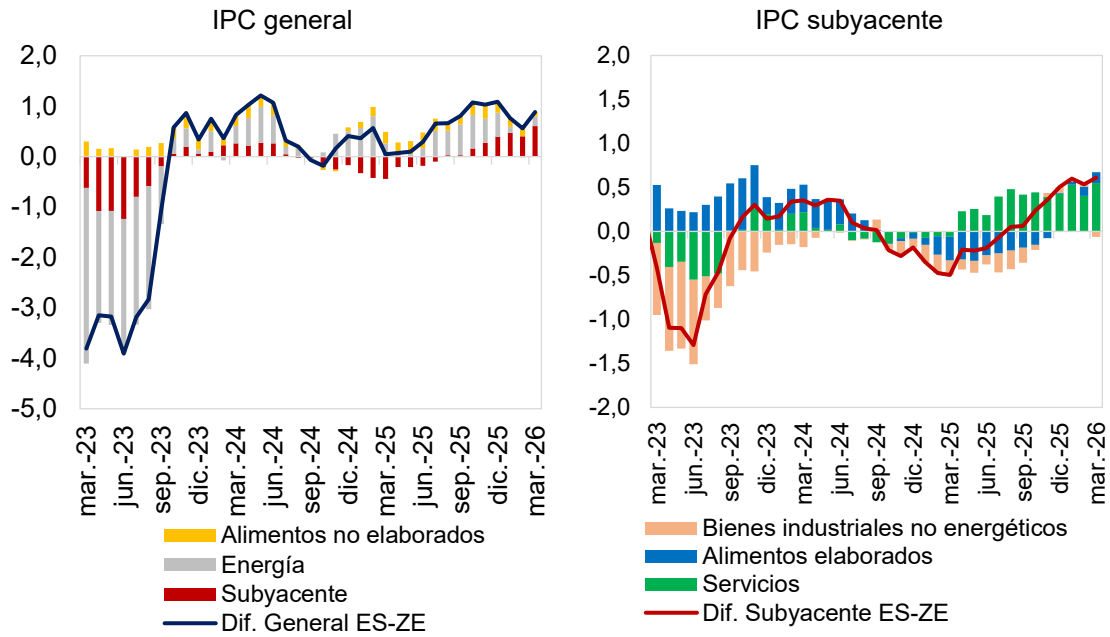 IPC general
2,0
1,0
0,0
-1,0
-2,0
-3,0
-4,0
-5,0
mar.-23
jun.-23
sep.-23
dic.-23
mar.-24
jun.-24
sep.-24
dic.-24
mar.-25
jun.-25
sep.-25
dic.-25
mar.-26
Alimentos no elaborados
Energía
Subyacente
Dif. General ES-ZE
IPC subyacente
2,0
1,5
1,0
0,5
0,0
-0,5
-1,0
-1,5
-2,0
mar.-23
jun.-23
sep.-23
dic.-23
mar.-24
jun.-24
sep.-24
dic.-24
mar.-25
jun.-25
sep.-25
dic.-25
mar.-26
Bienes industriales no energéticos
Alimentos elaborados
Servicios
Dif. Subyacente ES-ZE